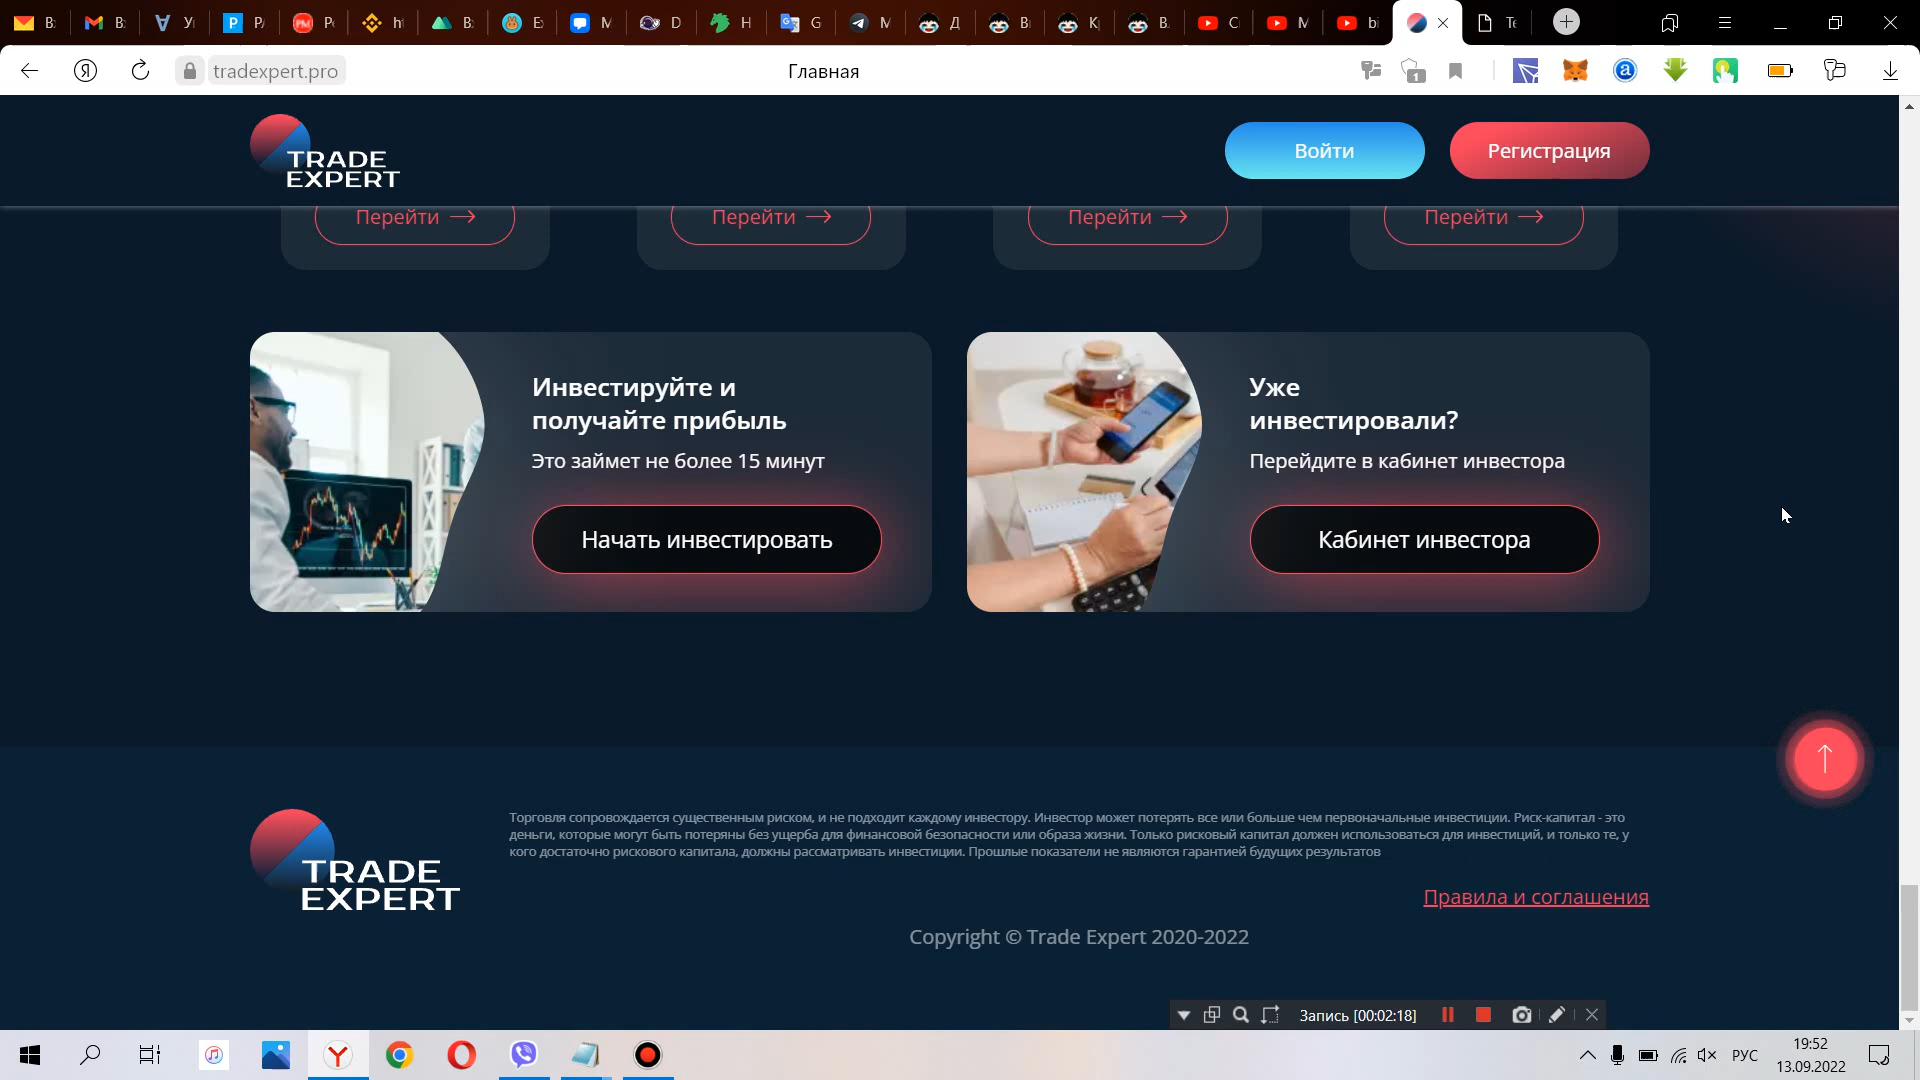 tradexpert.pro
Главная
TRADE
EXPERT
Войти
Регистрация
Перейти
Перейти
Перейти
Перейти
Инвестируйте и
получайте прибыль
Это займет не более 15 минут
Начать инвестировать
Уже
инвестировали?
Перейдите в кабинет инвестора
Кабинет инвестора
TRADE
EXPERT
Торговля сопровождается существенным риском, и не подходит каждому инвестору. Инвестор может потерять все или больше чем первоначальные инвестиции. Риск-капитал - это
деньги, которые могут быть потеряны без ущерба для финансовой безопасности или образа жизни. Только рисковый капитал должен использоваться для инвестиций, и только те, у
кого достаточно рискового капитала, должны рассматривать инвестиции. Прошлые показатели не являются гарантией будущих результатов
Правила и соглашения
Copyright © Trade Expert 2020-2022
Запись [00:02:18]
РУС
19:52
13.09.2022